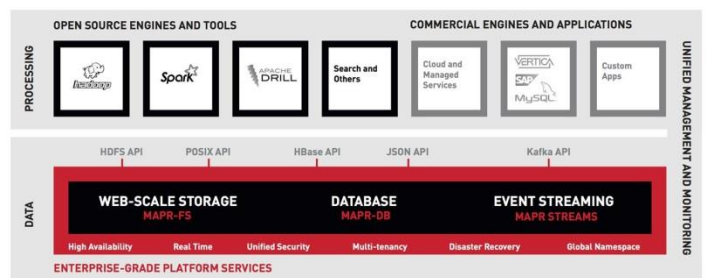 OPEN SOURCE ENGINES AND TOOLS
COMMERCIAL ENGINES AND APPLICATIONS
PROCESSING
hadoop
Spark
APACHE
DRILL
Search and
Others
Cloud and
Managed
Services
VERTICA
SAP
MySQL
Custom
Apps
UNIFIED MANAGEMENT AND MONITORING
DATA
HDFS API
POSIX API
HBase API
JSON API
Kafka API
WEB-SCALE STORAGE
MAPR-FS
DATABASE
MAPR-DB
EVENT STREAMING
MAPR STREAMS
High Availability
Real Time
Unified Security
Multi-tenancy
Disaster Recovery
Global Namespace
ENTERPRISE-GRADE PLATFORM SERVICES